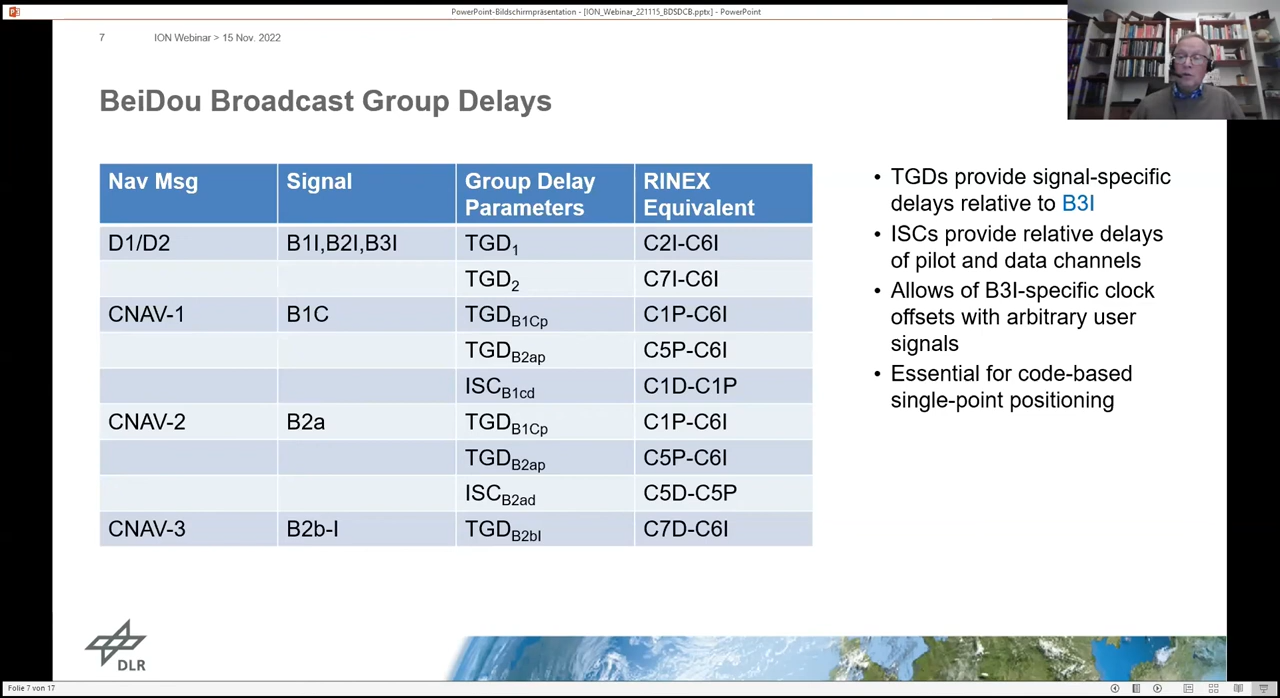 PowerPoint-Bildschirmpräsentation - [ION_Webinar_221115_BDSDCB.pptx] - PowerPoint
7 ION Webinar > 15 Nov. 2022
BeiDou Broadcast Group Delays
Nav Msg Signal Group Delay Parameters RINEX Equivalent
D1/D2 B1I,B2I,B3I TGD1 C2I-C6I
TGD2 C7I-C6I
CNAV-1 B1C TGDB1Cp C1P-C6I
TGDB2ap C5P-C6I
ISCB1cd C1D-C1P
CNAV-2 B2a TGDB1Cp C1P-C6I
TGDB2ap C5P-C6I
ISCB2ad C5D-C5P
CNAV-3 B2b-I TGDB2bI C7D-C6I
• TGDs provide signal-specific
delays relative to B3I
• ISCs provide relative delays
of pilot and data channels
• Allows of B3I-specific clock
offsets with arbitrary user
signals
• Essential for code-based
single-point positioning
DLR
Folie 7 von 17